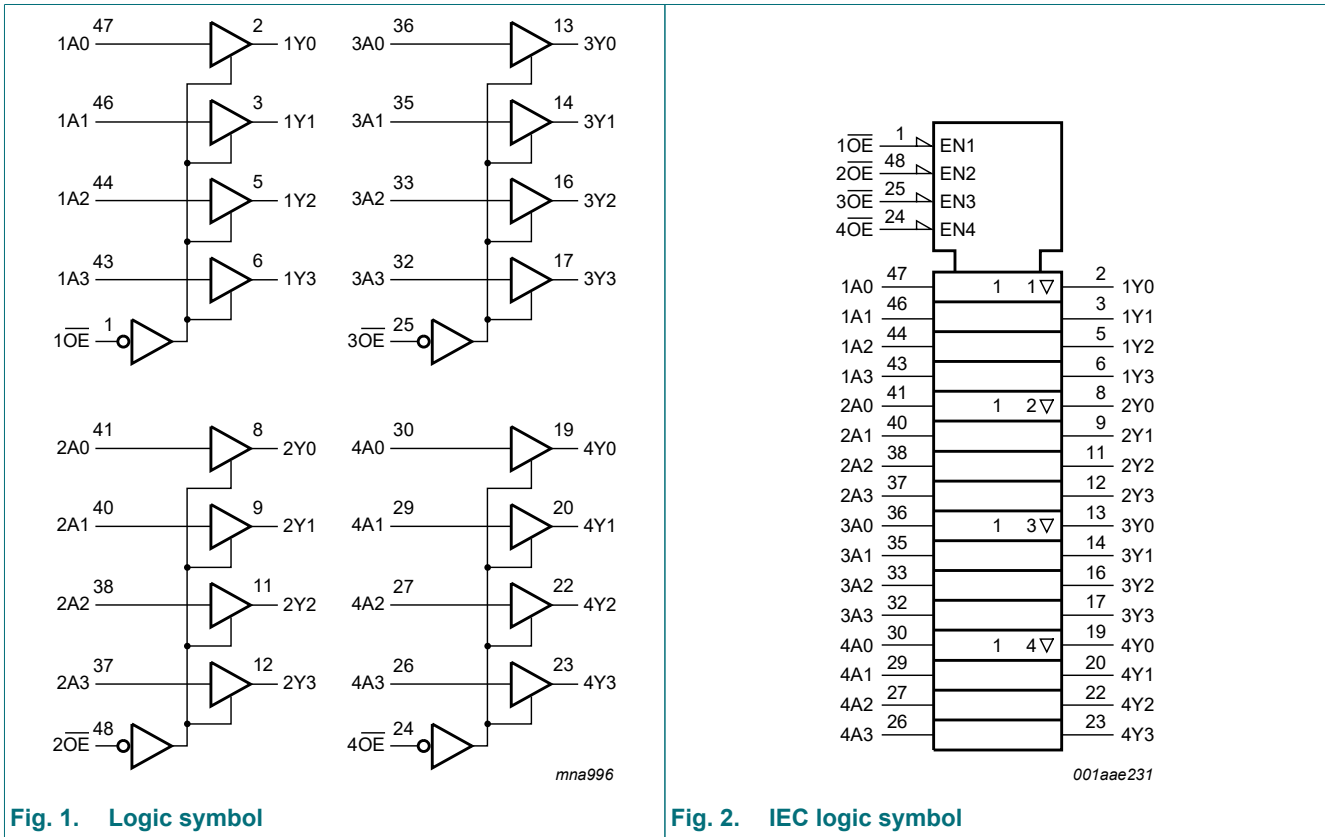 47 2
1A0 1Y0
46 3
1A1 1Y1
44 5
1A2 1Y2
43 6
1A3 1Y3
1
1O̅E̅
36 13
3A0 3Y0
35 14
3A1 3Y1
33 16
3A2 3Y2
32 17
3A3 3Y3
25
3O̅E̅
41 8
2A0 2Y0
40 9
2A1 2Y1
38 11
2A2 2Y2
37 12
2A3 2Y3
48
2O̅E̅
30 19
4A0 4Y0
29 20
4A1 4Y1
27 22
4A2 4Y2
26 23
4A3 4Y3
24
4O̅E̅
mna996
Fig. 1. Logic symbol
1O̅E̅ 1 EN1
2O̅E̅ 48 EN2
3O̅E̅ 25 EN3
4O̅E̅ 24 EN4
1A0 47 1 1▽ 2 1Y0
1A1 46 3 1Y1
1A2 44 5 1Y2
1A3 43 6 1Y3
2A0 41 1 2▽ 8 2Y0
2A1 40 9 2Y1
2A2 38 11 2Y2
2A3 37 12 2Y3
3A0 36 1 3▽ 13 3Y0
3A1 35 14 3Y1
3A2 33 16 3Y2
3A3 32 17 3Y3
4A0 30 1 4▽ 19 4Y0
4A1 29 20 4Y1
4A2 27 22 4Y2
4A3 26 23 4Y3
001aae231
Fig. 2. IEC logic symbol